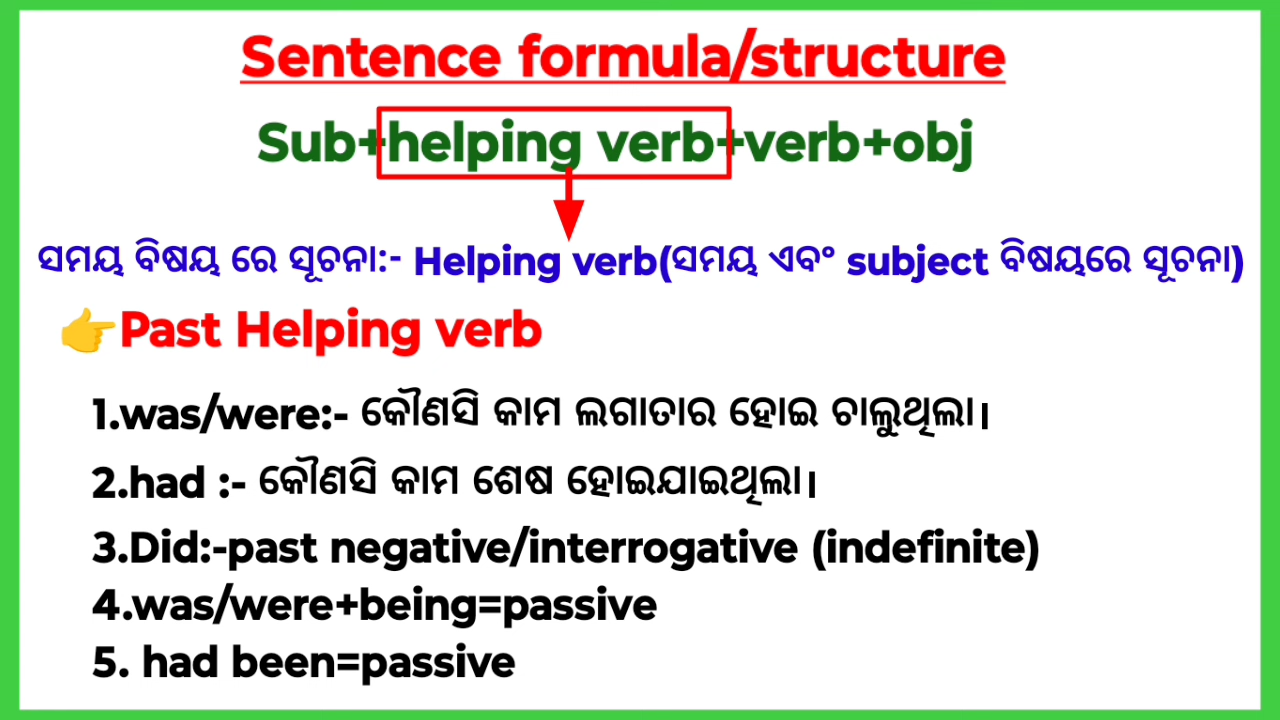 Sentence formula/structure
Sub+helping verb+verb+obj
ସମୟ ବିଷୟ ରେ ସୂଚନା:- Helping verb(ସମୟ ଏବଂ subject ବିଷୟରେ ସୂଚନା)
👉Past Helping verb
1.was/were:- କୌଣସି କାମ ଲଗାତାର ହୋଇ ଚାଲୁଥିଲା।
2.had :- କୌଣସି କାମ ଶେଷ ହୋଇଯାଇଥିଲା।
3.Did:-past negative/interrogative (indefinite)
4.was/were+being=passive
5. had been=passive